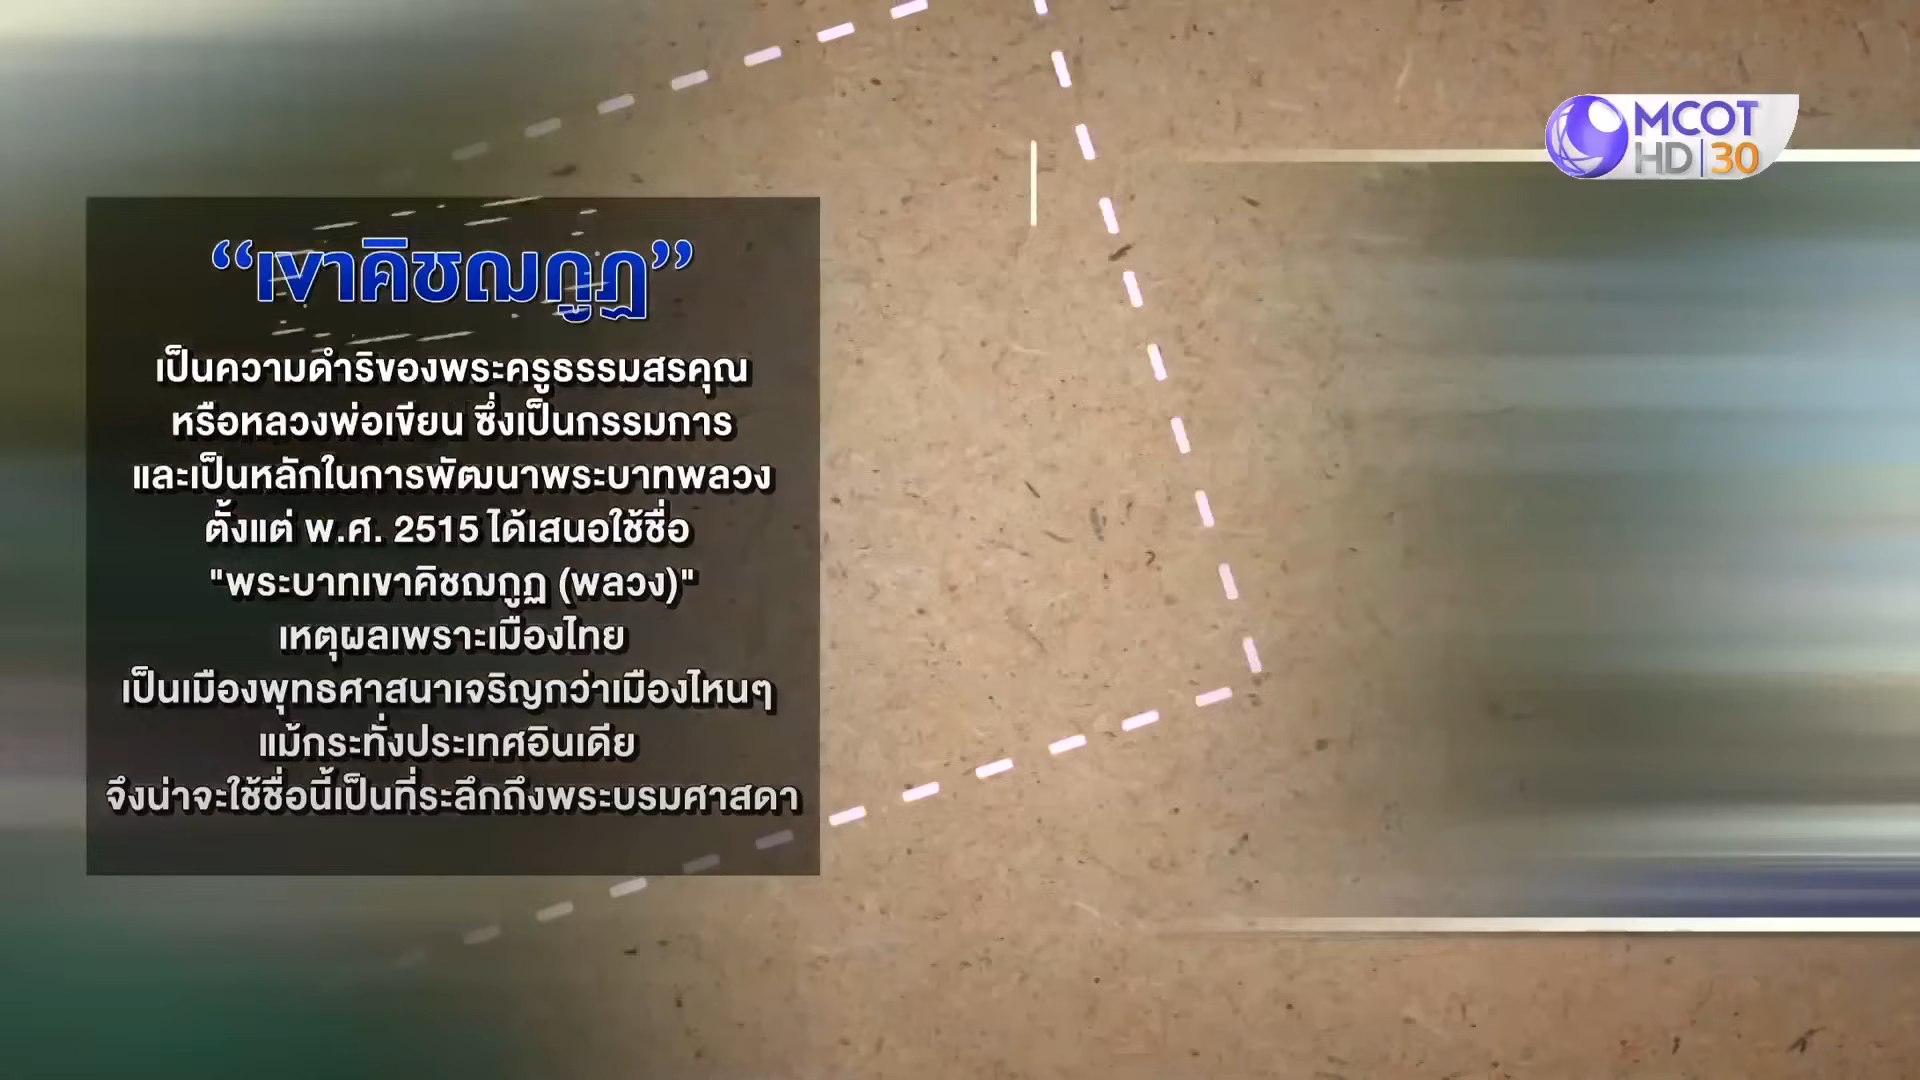 “เขาคิชฌกูฏ”
เป็นความดำริของพระครูธรรมสรคุณ
หรือหลวงพ่อเขียน ซึ่งเป็นกรรมการ
และเป็นหลักในการพัฒนาพระบาทพลวง
ตั้งแต่ พ.ศ. 2515 ได้เสนอใช้ชื่อ
"พระบาทเขาคิชฌกูฏ (พลวง)"
เหตุผลเพราะเมืองไทย
เป็นเมืองพุทธศาสนาเจริญกว่าเมืองไหนๆ
แม้กระทั่งประเทศอินเดีย
จึงน่าจะใช้ชื่อนี้เป็นที่ระลึกถึงพระบรมศาสดา
MCOT
HD 30